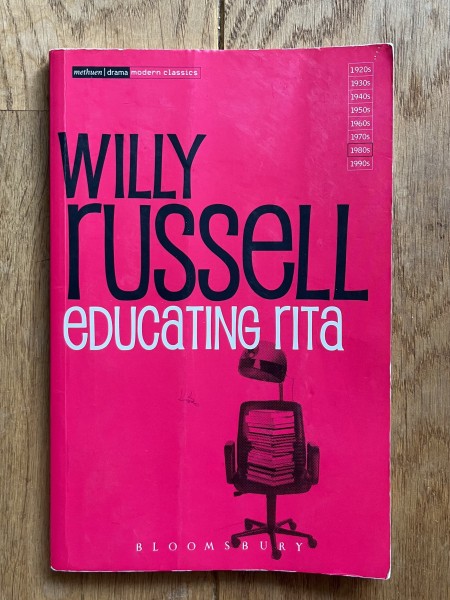 methuen | drama modern classics
1920s
1930s
1940s
1950s
1960s
1970s
1980s
1990s
WILLY
russell
educating rita
BLOOMSBURY